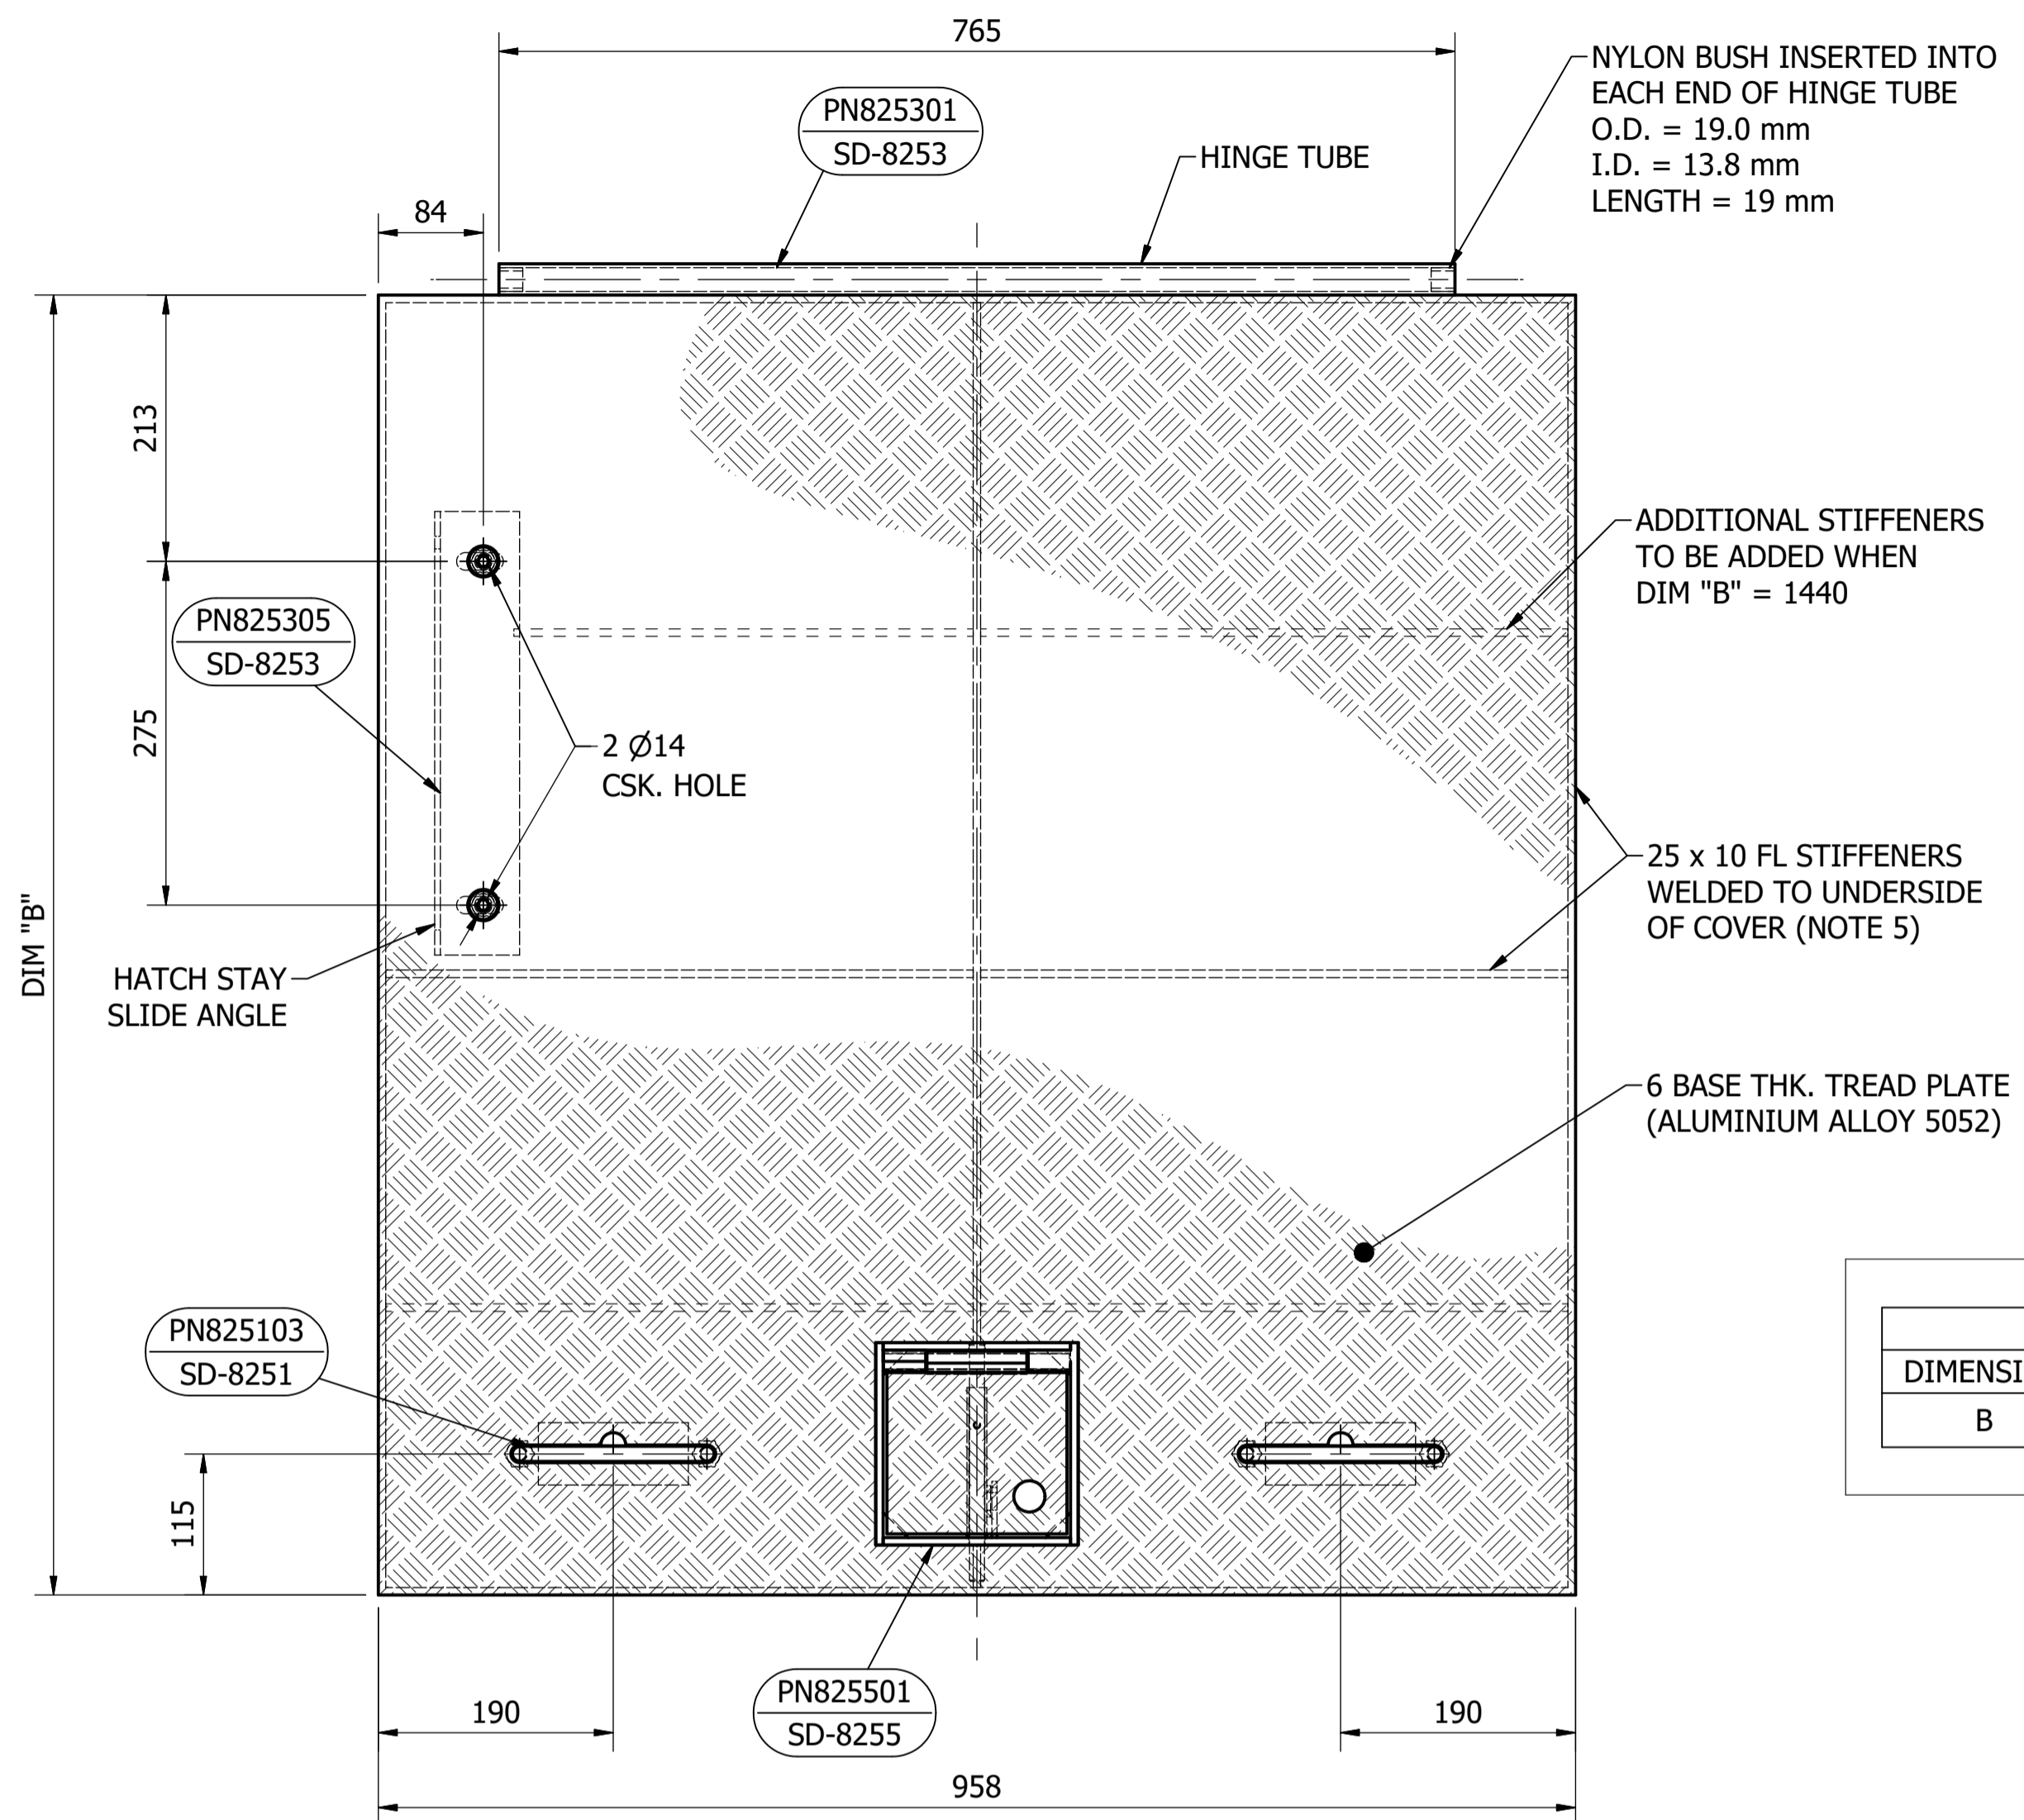 765
NYLON BUSH INSERTED INTO
EACH END OF HINGE TUBE
O.D. = 19.0 mm
I.D. = 13.8 mm
LENGTH = 19 mm
PN825301
SD-8253
HINGE TUBE
84
213
ADDITIONAL STIFFENERS
TO BE ADDED WHEN
DIM "B" = 1440
PN825305
SD-8253
275
2 Ø14
CSK. HOLE
25 x 10 FL STIFFENERS
WELDED TO UNDERSIDE
OF COVER (NOTE 5)
DIM "B"
HATCH STAY
SLIDE ANGLE
6 BASE THK. TREAD PLATE
(ALUMINIUM ALLOY 5052)
PN825103
SD-8251
DIMENSI
B
115
PN825501
SD-8255
190
190
958